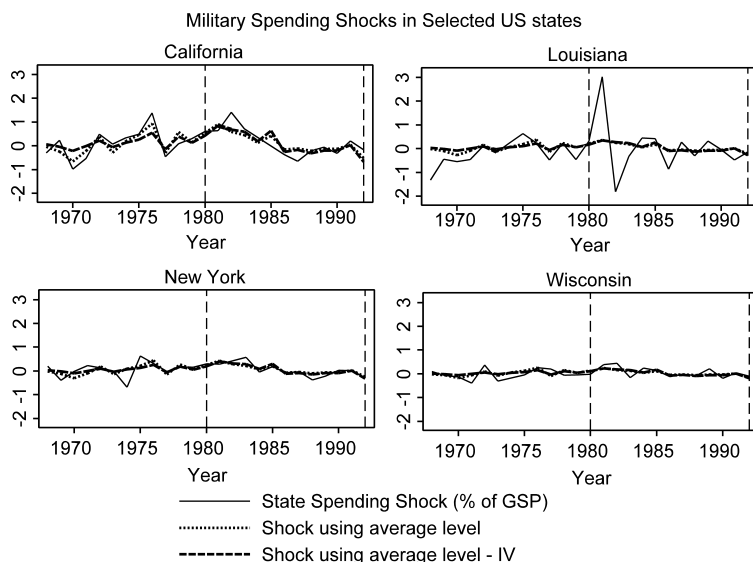 Military Spending Shocks in Selected US states
California
3
2
1
0
-1
-2
1970 1975 1980 1985 1990
Year
Louisiana
3
2
1
0
-1
-2
1970 1975 1980 1985 1990
Year
New York
3
2
1
0
-1
-2
1970 1975 1980 1985 1990
Year
Wisconsin
3
2
1
0
-1
-2
1970 1975 1980 1985 1990
Year
State Spending Shock (% of GSP)
Shock using average level
Shock using average level - IV